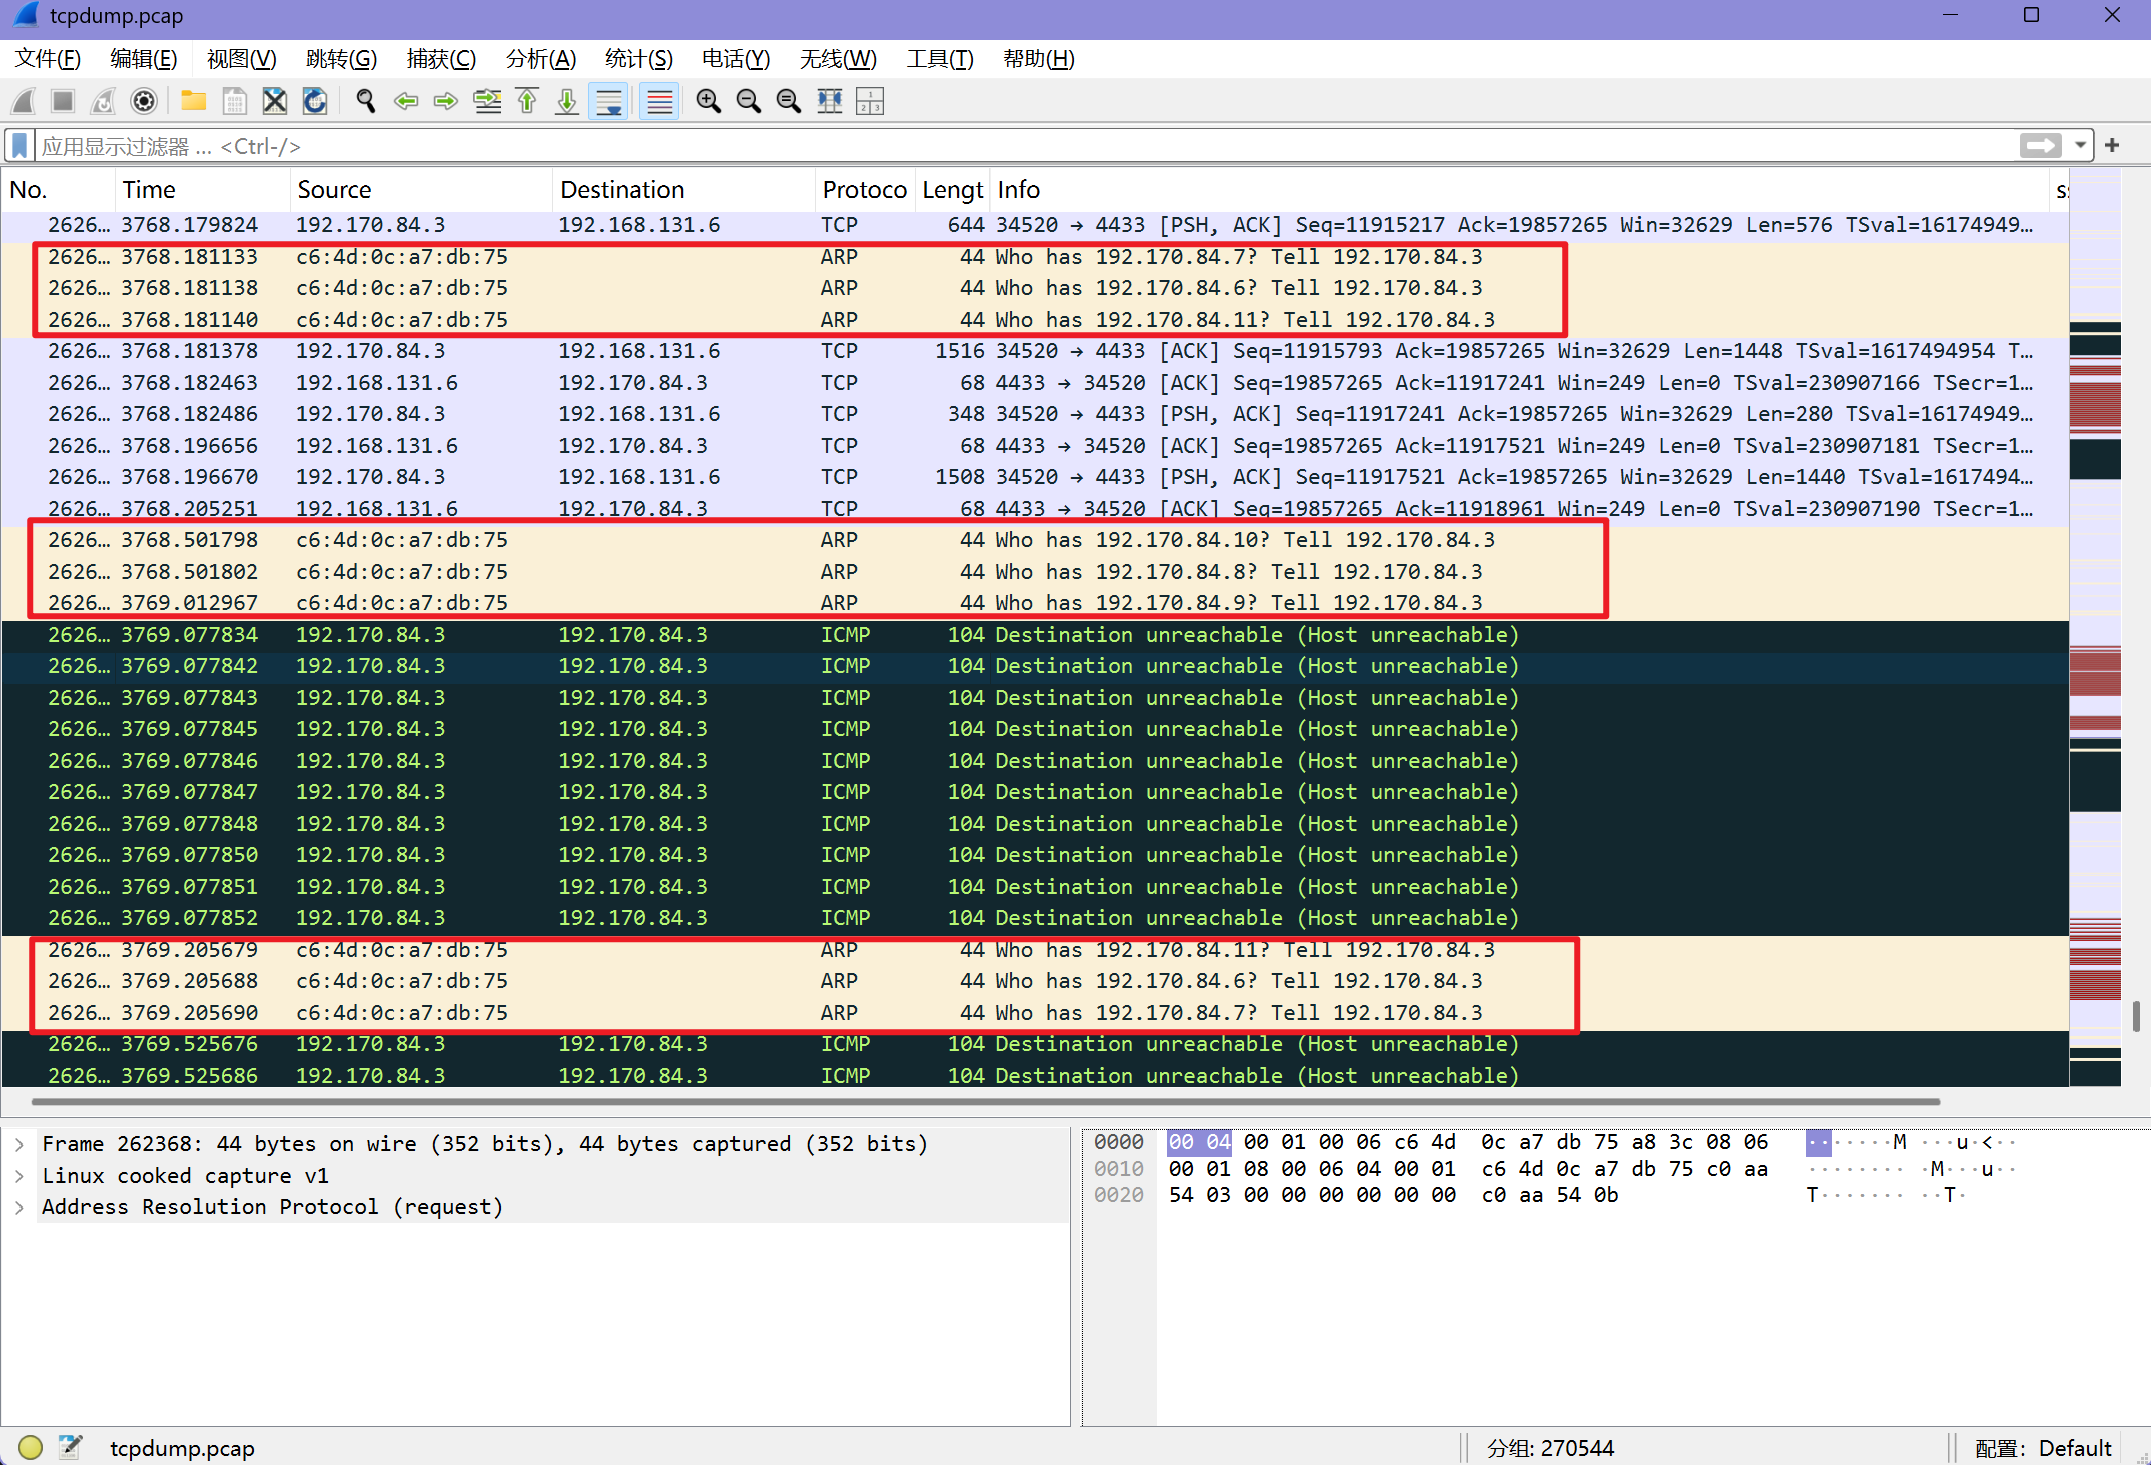 tcpdump.pcap
文件(F) 编辑(E) 视图(V) 跳转(G) 捕获(C) 分析(A) 统计(S) 电话(Y) 无线(W) 工具(T) 帮助(H)
应用显示过滤器 … <Ctrl-/>
No. Time Source Destination Protoco Lengt Info
2626… 3768.179824 192.170.84.3 192.168.131.6 TCP 644 34520 → 4433 [PSH, ACK] Seq=11915217 Ack=19857265 Win=32629 Len=576 TSval=16174949…
2626… 3768.181133 c6:4d:0c:a7:db:75 ARP 44 Who has 192.170.84.7? Tell 192.170.84.3
2626… 3768.181138 c6:4d:0c:a7:db:75 ARP 44 Who has 192.170.84.6? Tell 192.170.84.3
2626… 3768.181140 c6:4d:0c:a7:db:75 ARP 44 Who has 192.170.84.11? Tell 192.170.84.3
2626… 3768.181378 192.170.84.3 192.168.131.6 TCP 1516 34520 → 4433 [ACK] Seq=11915793 Ack=19857265 Win=32629 Len=1448 TSval=1617494954 T…
2626… 3768.182463 192.168.131.6 192.170.84.3 TCP 68 4433 → 34520 [ACK] Seq=19857265 Ack=11917241 Win=249 Len=0 TSval=230907166 TSecr=1…
2626… 3768.182486 192.170.84.3 192.168.131.6 TCP 348 34520 → 4433 [PSH, ACK] Seq=11917241 Ack=19857265 Win=32629 Len=280 TSval=16174949…
2626… 3768.196656 192.168.131.6 192.170.84.3 TCP 68 4433 → 34520 [ACK] Seq=19857265 Ack=11917521 Win=249 Len=0 TSval=230907181 TSecr=1…
2626… 3768.196670 192.170.84.3 192.168.131.6 TCP 1508 34520 → 4433 [PSH, ACK] Seq=11917521 Ack=19857265 Win=32629 Len=1440 TSval=1617494…
2626… 3768.205251 192.168.131.6 192.170.84.3 TCP 68 4433 → 34520 [ACK] Seq=19857265 Ack=11918961 Win=249 Len=0 TSval=230907190 TSecr=1…
2626… 3768.501798 c6:4d:0c:a7:db:75 ARP 44 Who has 192.170.84.10? Tell 192.170.84.3
2626… 3768.501802 c6:4d:0c:a7:db:75 ARP 44 Who has 192.170.84.8? Tell 192.170.84.3
2626… 3769.012967 c6:4d:0c:a7:db:75 ARP 44 Who has 192.170.84.9? Tell 192.170.84.3
2626… 3769.077834 192.170.84.3 192.170.84.3 ICMP 104 Destination unreachable (Host unreachable)
2626… 3769.077842 192.170.84.3 192.170.84.3 ICMP 104 Destination unreachable (Host unreachable)
2626… 3769.077843 192.170.84.3 192.170.84.3 ICMP 104 Destination unreachable (Host unreachable)
2626… 3769.077845 192.170.84.3 192.170.84.3 ICMP 104 Destination unreachable (Host unreachable)
2626… 3769.077846 192.170.84.3 192.170.84.3 ICMP 104 Destination unreachable (Host unreachable)
2626… 3769.077847 192.170.84.3 192.170.84.3 ICMP 104 Destination unreachable (Host unreachable)
2626… 3769.077848 192.170.84.3 192.170.84.3 ICMP 104 Destination unreachable (Host unreachable)
2626… 3769.077850 192.170.84.3 192.170.84.3 ICMP 104 Destination unreachable (Host unreachable)
2626… 3769.077851 192.170.84.3 192.170.84.3 ICMP 104 Destination unreachable (Host unreachable)
2626… 3769.077852 192.170.84.3 192.170.84.3 ICMP 104 Destination unreachable (Host unreachable)
2626… 3769.205679 c6:4d:0c:a7:db:75 ARP 44 Who has 192.170.84.11? Tell 192.170.84.3
2626… 3769.205688 c6:4d:0c:a7:db:75 ARP 44 Who has 192.170.84.6? Tell 192.170.84.3
2626… 3769.205690 c6:4d:0c:a7:db:75 ARP 44 Who has 192.170.84.7? Tell 192.170.84.3
2626… 3769.525676 192.170.84.3 192.170.84.3 ICMP 104 Destination unreachable (Host unreachable)
2626… 3769.525686 192.170.84.3 192.170.84.3 ICMP 104 Destination unreachable (Host unreachable)
Frame 262368: 44 bytes on wire (352 bits), 44 bytes captured (352 bits)
Linux cooked capture v1
Address Resolution Protocol (request)
0000 00 04 00 01 00 06 c6 4d 0c a7 db 75 a8 3c 08 06 ·······M ···u·<··
0010 00 01 08 00 06 04 00 01 c6 4d 0c a7 db 75 c0 aa ········ ·M···u··
0020 54 03 00 00 00 00 00 00 c0 aa 54 0b T······· ··T·
tcpdump.pcap
分组: 270544
配置: Default